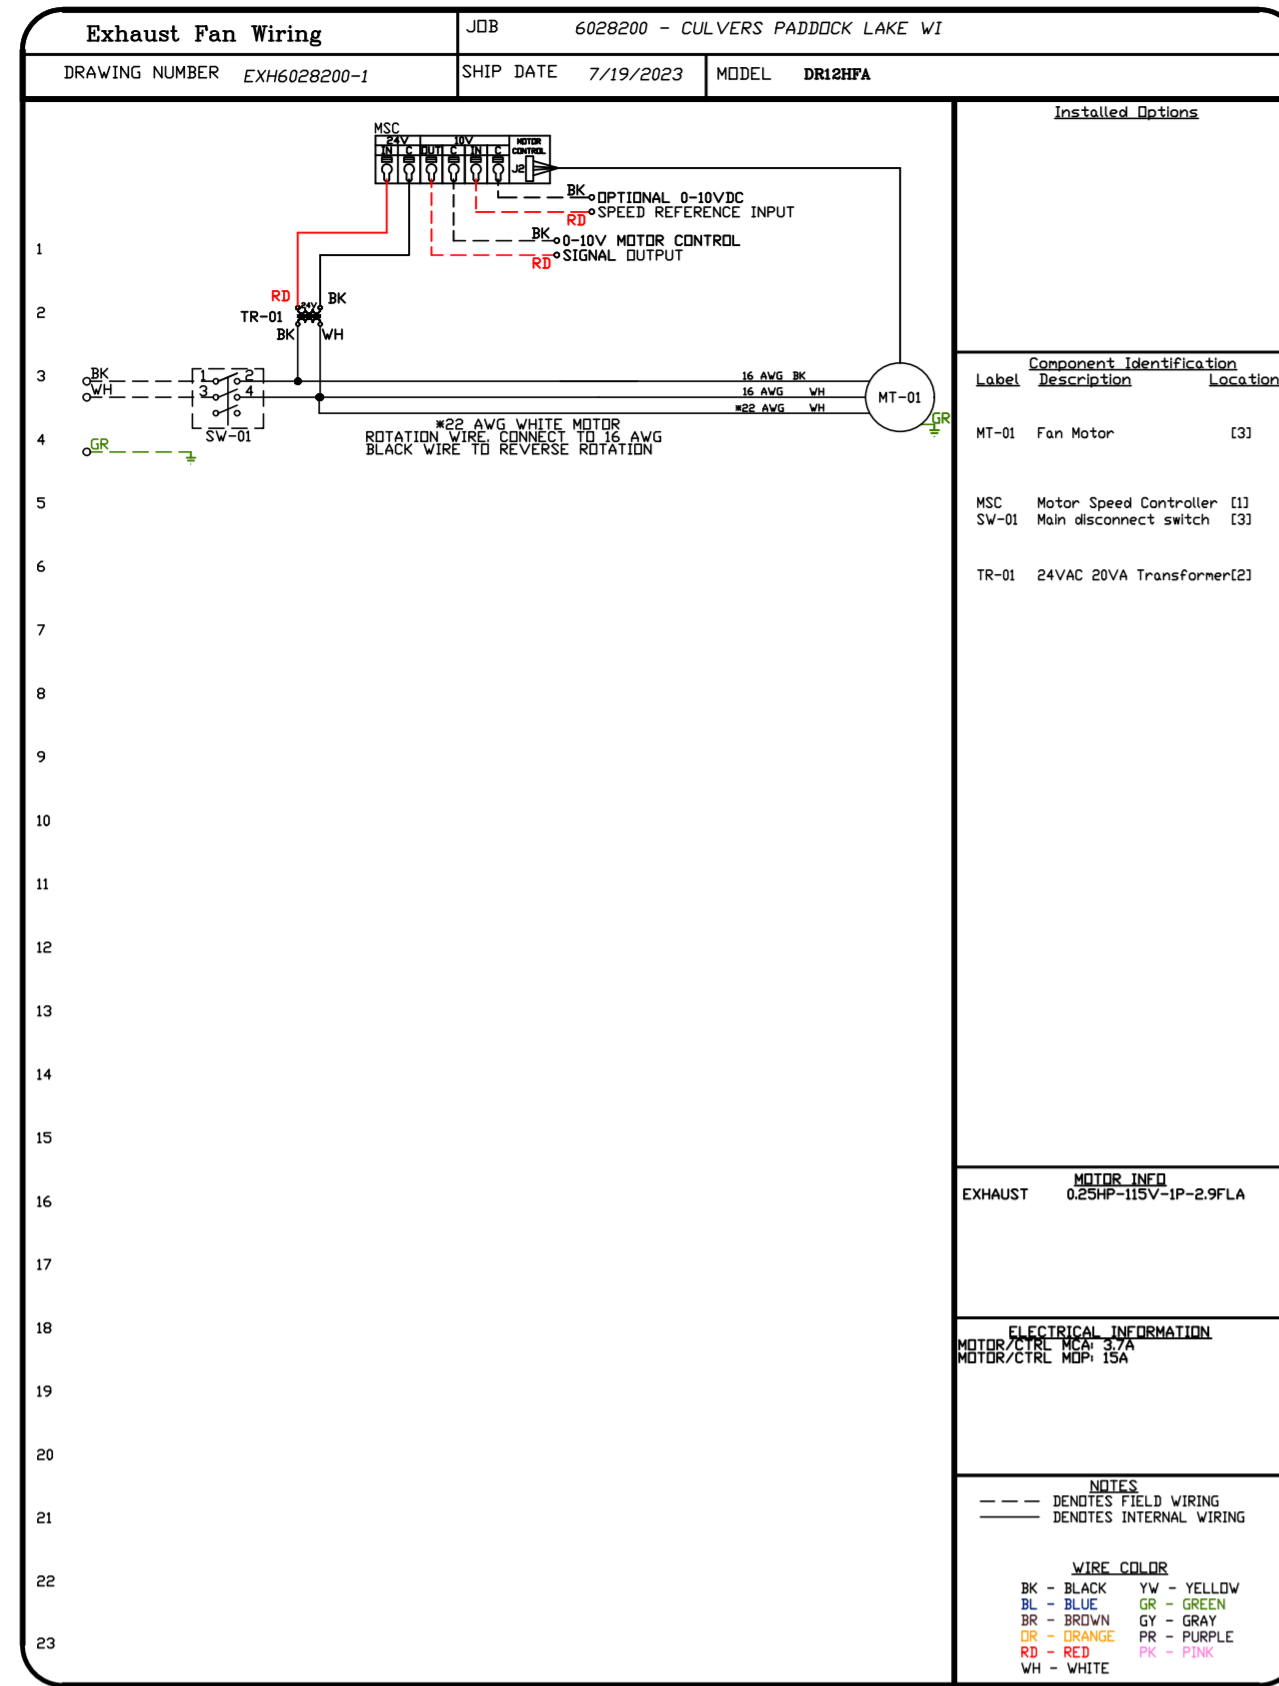 Exhaust Fan Wiring
JOB 6028200 - CULVERS PADDOCK LAKE WI
DRAWING NUMBER EXH6028200-1
SHIP DATE 7/19/2023
MODEL DR12HFA
MSC
24V 10V MOTOR
IN C OUT C IN C CONTROL
J2
BK OPTIONAL 0-10VDC
RD SPEED REFERENCE INPUT
BK 0-10V MOTOR CONTROL
RD SIGNAL OUTPUT
1
RD 24V BK
2
TR-01
BK WH
3
BK 1 2 16 AWG BK
WH 3 4 16 AWG WH
MT-01
*22 AWG WH
GR
SW-01
*22 AWG WHITE MOTOR
ROTATION WIRE. CONNECT TO 16 AWG
BLACK WIRE TO REVERSE ROTATION
4
GR
5
6
7
8
9
10
11
12
13
14
15
16
17
18
19
20
21
22
23
Installed Options
Component Identification
Label Description Location
MT-01 Fan Motor [3]
MSC Motor Speed Controller [1]
SW-01 Main disconnect switch [3]
TR-01 24VAC 20VA Transformer[2]
MOTOR INFO
EXHAUST 0.25HP-115V-1P-2.9FLA
ELECTRICAL INFORMATION
MOTOR/CTRL MCA: 3.7A
MOTOR/CTRL MOP: 15A
NOTES
DENOTES FIELD WIRING
DENOTES INTERNAL WIRING
WIRE COLOR
BK - BLACK YW - YELLOW
BL - BLUE GR - GREEN
BR - BROWN GY - GRAY
OR - ORANGE PR - PURPLE
RD - RED PK - PINK
WH - WHITE